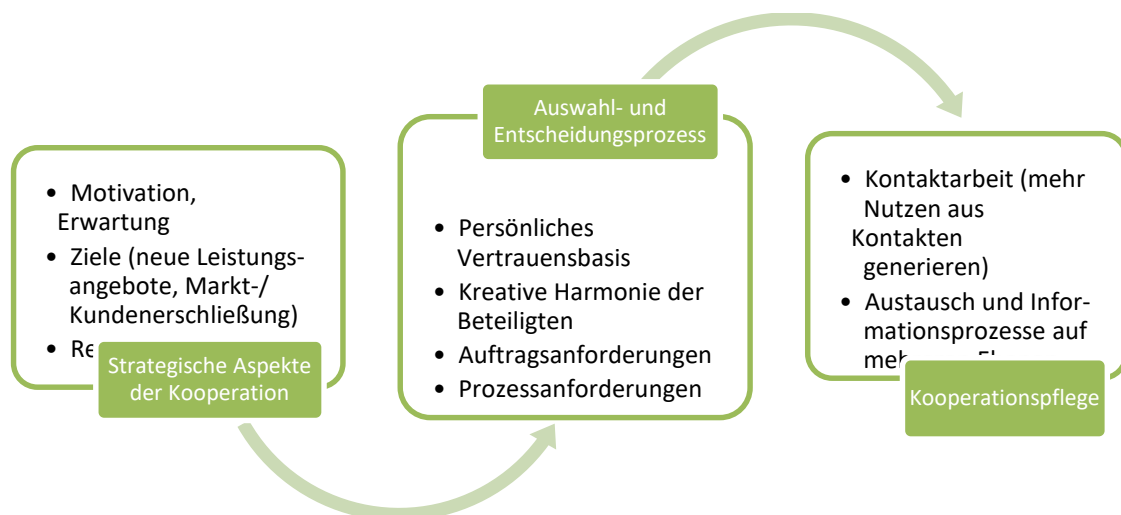 • Motivation,
Erwartung
• Ziele (neue Leistungs-
angebote, Markt-/
Kundenerschließung)
•
Strategische Aspekte
der Kooperation
Auswahl- und
Entscheidungsprozess
• Persönliches
Vertrauensbasis
• Kreative Harmonie der
Beteiligten
• Auftragsanforderungen
• Prozessanforderungen
• Kontaktarbeit (mehr
Nutzen aus
Kontakten
generieren)
• Austausch und Infor-
mationsprozesse auf
Kooperationspflege